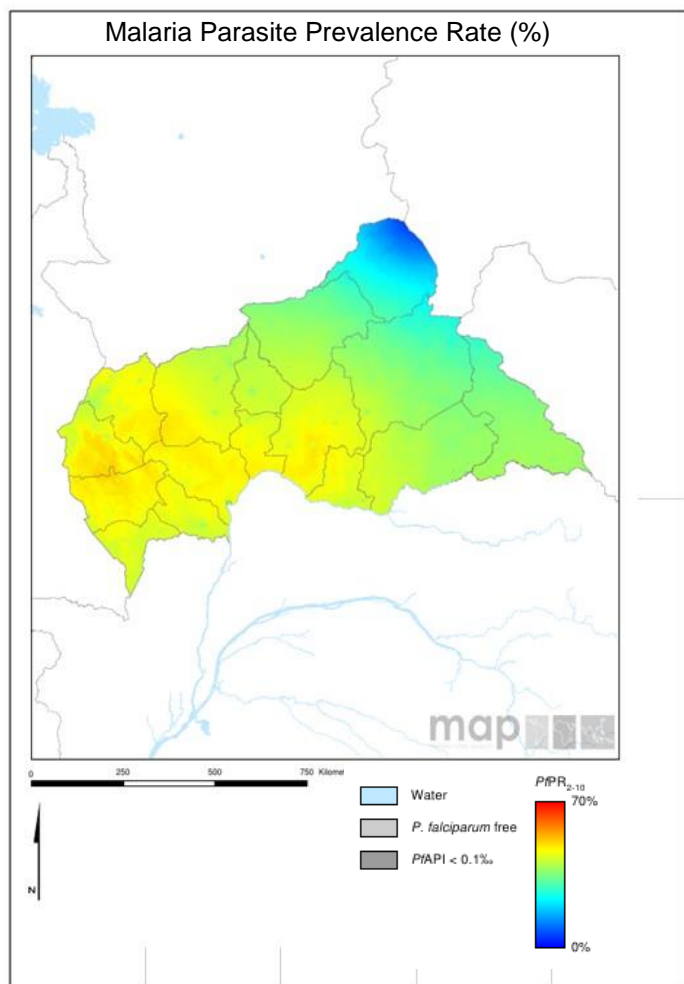 Malaria Parasite Prevalence Rate (%)
map
0 250 500 750 Kilomet
N
Water
P. falciparum free
PfAPI < 0.1‰
PfPR2-10
70%
0%